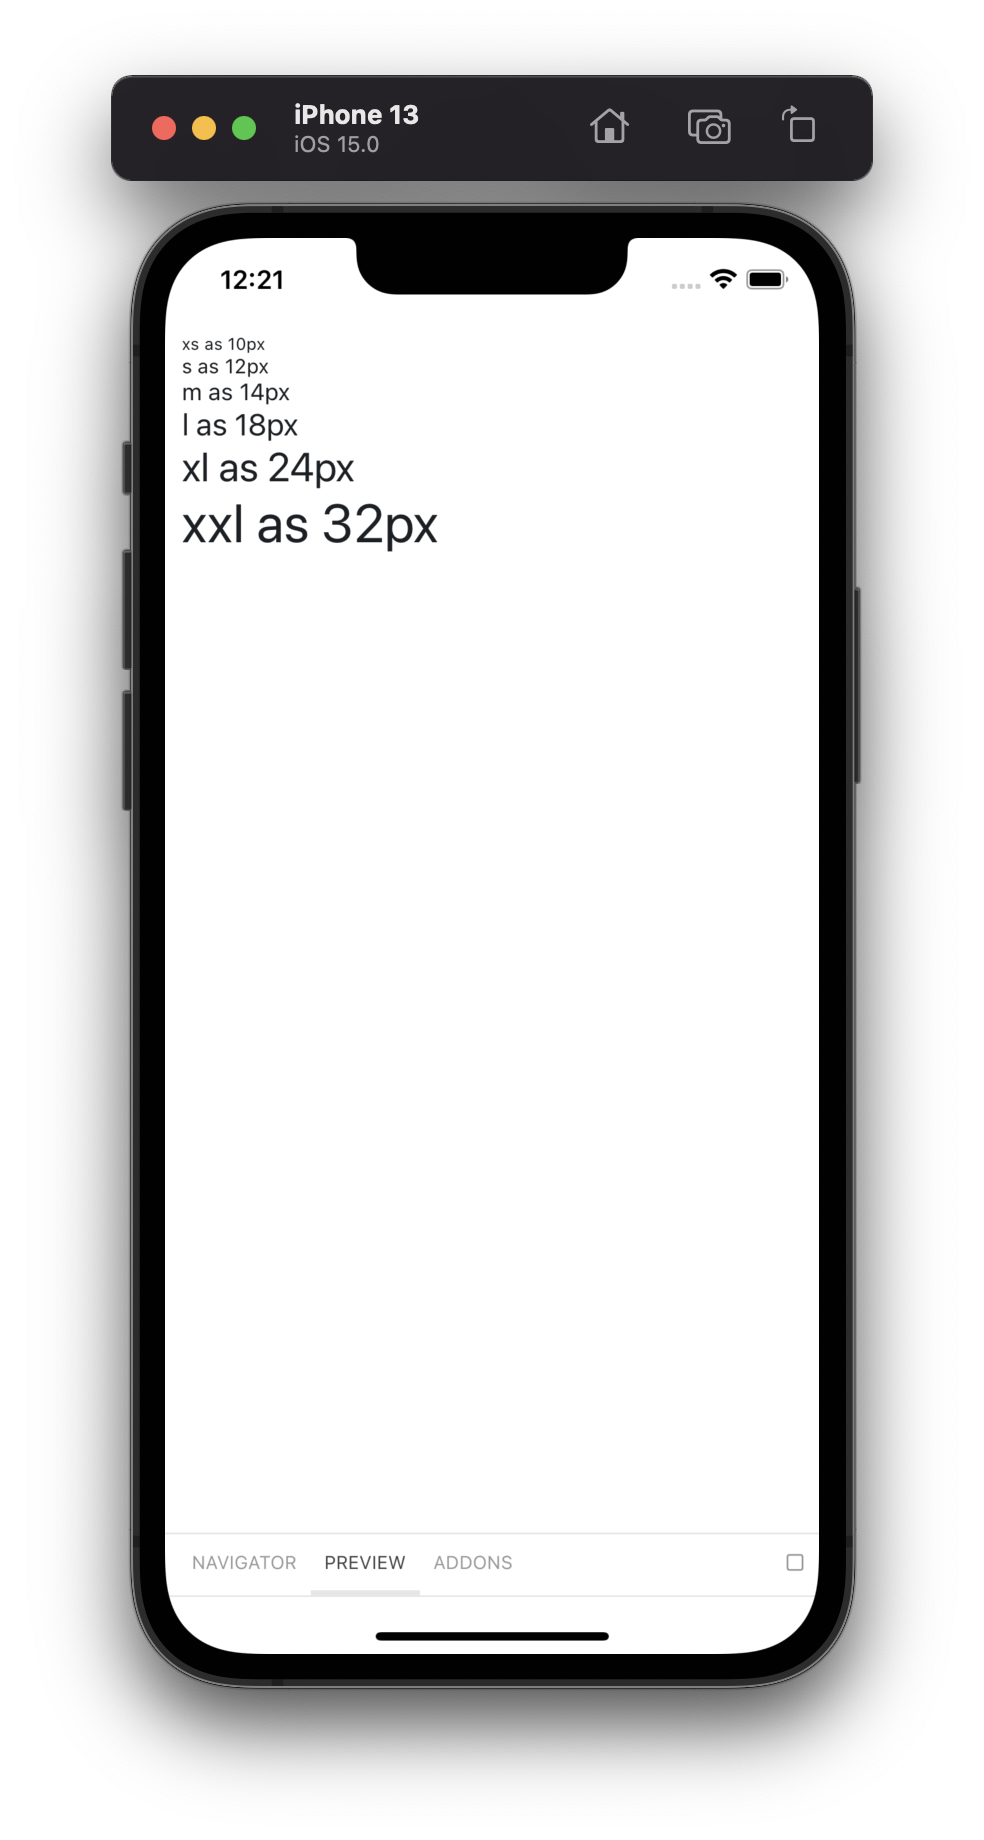 iPhone 13
iOS 15.0
12:21
xs as 10px
s as 12px
m as 14px
l as 18px
xl as 24px
xxl as 32px
NAVIGATOR PREVIEW ADDONS